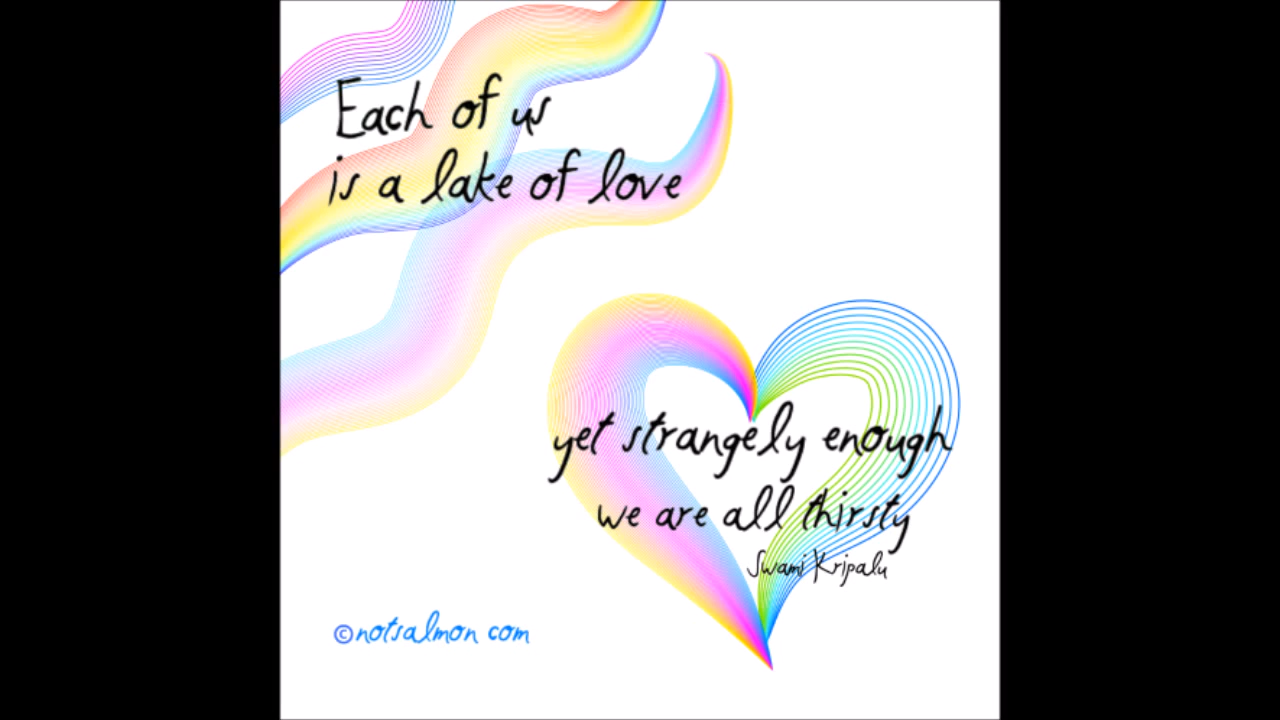 Each of us
is a lake of love
yet strangely enough
we are all thirsty
Swami Kripalu
©notsalmon com